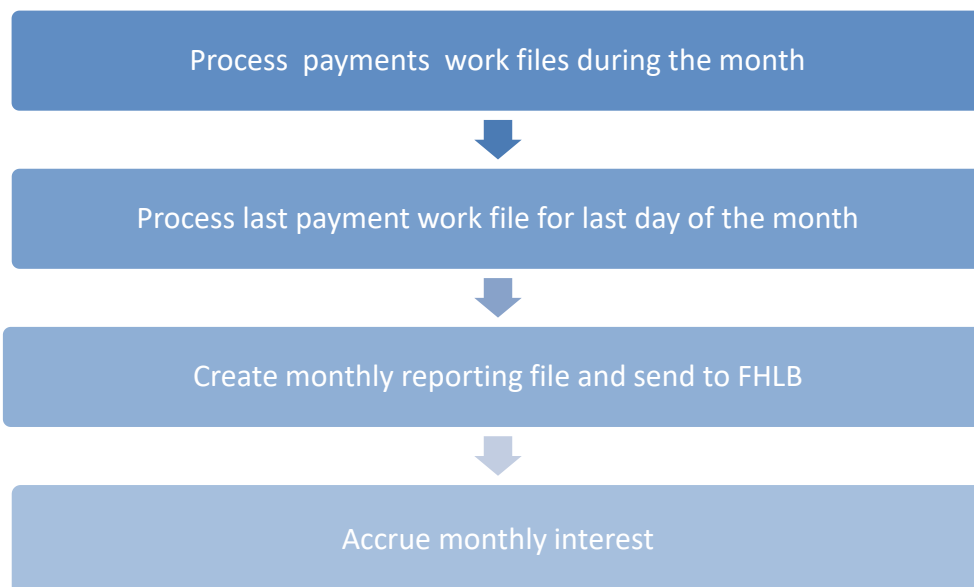 Process payments work files during the month
Process last payment work file for last day of the month
Create monthly reporting file and send to FHLB
Accrue monthly interest